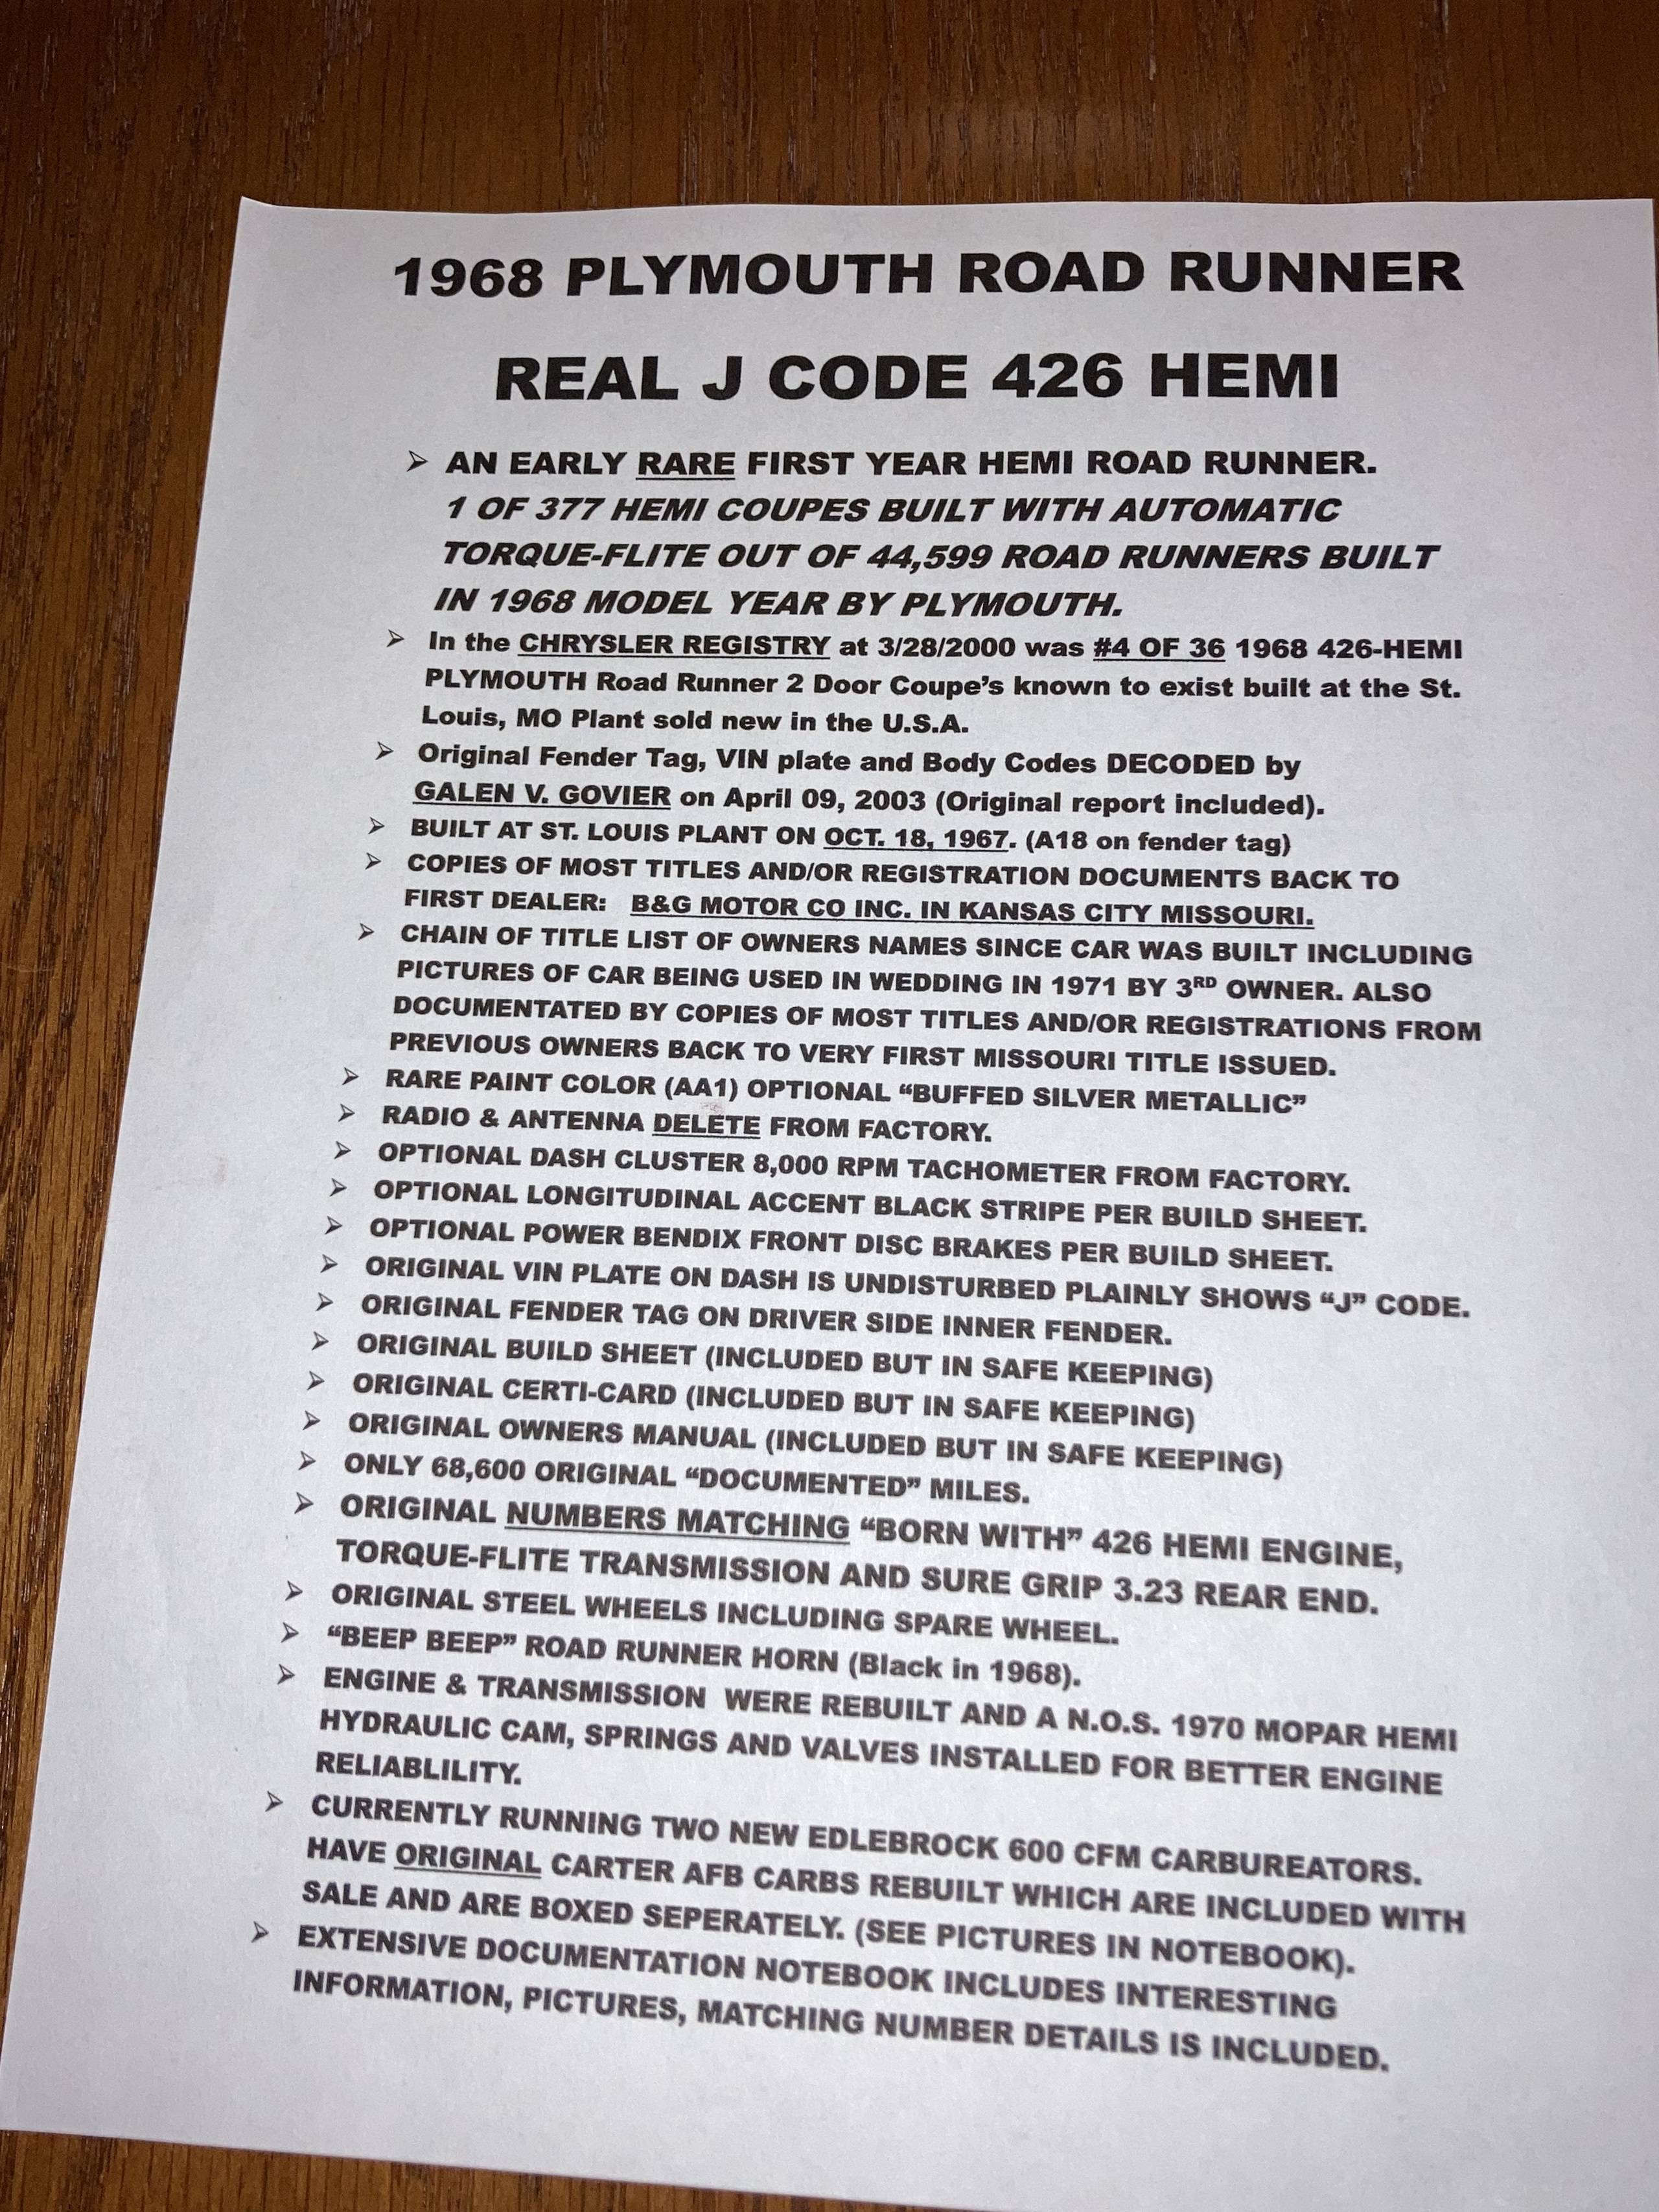 1968 PLYMOUTH ROAD RUNNER
REAL J CODE 426 HEMI
➢ AN EARLY RARE FIRST YEAR HEMI ROAD RUNNER.
1 OF 377 HEMI COUPES BUILT WITH AUTOMATIC
TORQUE-FLITE OUT OF 44,599 ROAD RUNNERS BUILT
IN 1968 MODEL YEAR BY PLYMOUTH.
➢ In the CHRYSLER REGISTRY at 3/28/2000 was #4 OF 36 1968 426-HEMI
PLYMOUTH Road Runner 2 Door Coupe's known to exist built at the St.
Louis, MO Plant sold new in the U.S.A.
➢ Original Fender Tag, VIN plate and Body Codes DECODED by
GALEN V. GOVIER on April 09, 2003 (Original report included).
➢ BUILT AT ST. LOUIS PLANT ON OCT. 18, 1967. (A18 on fender tag)
➢ COPIES OF MOST TITLES AND/OR REGISTRATION DOCUMENTS BACK TO
FIRST DEALER: B&G MOTOR CO INC. IN KANSAS CITY MISSOURI.
➢ CHAIN OF TITLE LIST OF OWNERS NAMES SINCE CAR WAS BUILT INCLUDING
PICTURES OF CAR BEING USED IN WEDDING IN 1971 BY 3RD OWNER. ALSO
DOCUMENTATED BY COPIES OF MOST TITLES AND/OR REGISTRATIONS FROM
PREVIOUS OWNERS BACK TO VERY FIRST MISSOURI TITLE ISSUED.
➢ RARE PAINT COLOR (AA1) OPTIONAL “BUFFED SILVER METALLIC”
➢ RADIO & ANTENNA DELETE FROM FACTORY.
➢ OPTIONAL DASH CLUSTER 8,000 RPM TACHOMETER FROM FACTORY.
➢ OPTIONAL LONGITUDINAL ACCENT BLACK STRIPE PER BUILD SHEET.
➢ OPTIONAL POWER BENDIX FRONT DISC BRAKES PER BUILD SHEET.
➢ ORIGINAL VIN PLATE ON DASH IS UNDISTURBED PLAINLY SHOWS “J” CODE.
➢ ORIGINAL FENDER TAG ON DRIVER SIDE INNER FENDER.
➢ ORIGINAL BUILD SHEET (INCLUDED BUT IN SAFE KEEPING)
➢ ORIGINAL CERTI-CARD (INCLUDED BUT IN SAFE KEEPING)
➢ ORIGINAL OWNERS MANUAL (INCLUDED BUT IN SAFE KEEPING)
➢ ONLY 68,600 ORIGINAL “DOCUMENTED” MILES.
➢ ORIGINAL NUMBERS MATCHING “BORN WITH” 426 HEMI ENGINE,
TORQUE-FLITE TRANSMISSION AND SURE GRIP 3.23 REAR END.
➢ ORIGINAL STEEL WHEELS INCLUDING SPARE WHEEL.
➢ “BEEP BEEP” ROAD RUNNER HORN (Black in 1968).
➢ ENGINE & TRANSMISSION WERE REBUILT AND A N.O.S. 1970 MOPAR HEMI
HYDRAULIC CAM, SPRINGS AND VALVES INSTALLED FOR BETTER ENGINE
RELIABLILITY.
➢ CURRENTLY RUNNING TWO NEW EDLEBROCK 600 CFM CARBUREATORS.
HAVE ORIGINAL CARTER AFB CARBS REBUILT WHICH ARE INCLUDED WITH
SALE AND ARE BOXED SEPERATELY. (SEE PICTURES IN NOTEBOOK).
➢ EXTENSIVE DOCUMENTATION NOTEBOOK INCLUDES INTERESTING
INFORMATION, PICTURES, MATCHING NUMBER DETAILS IS INCLUDED.